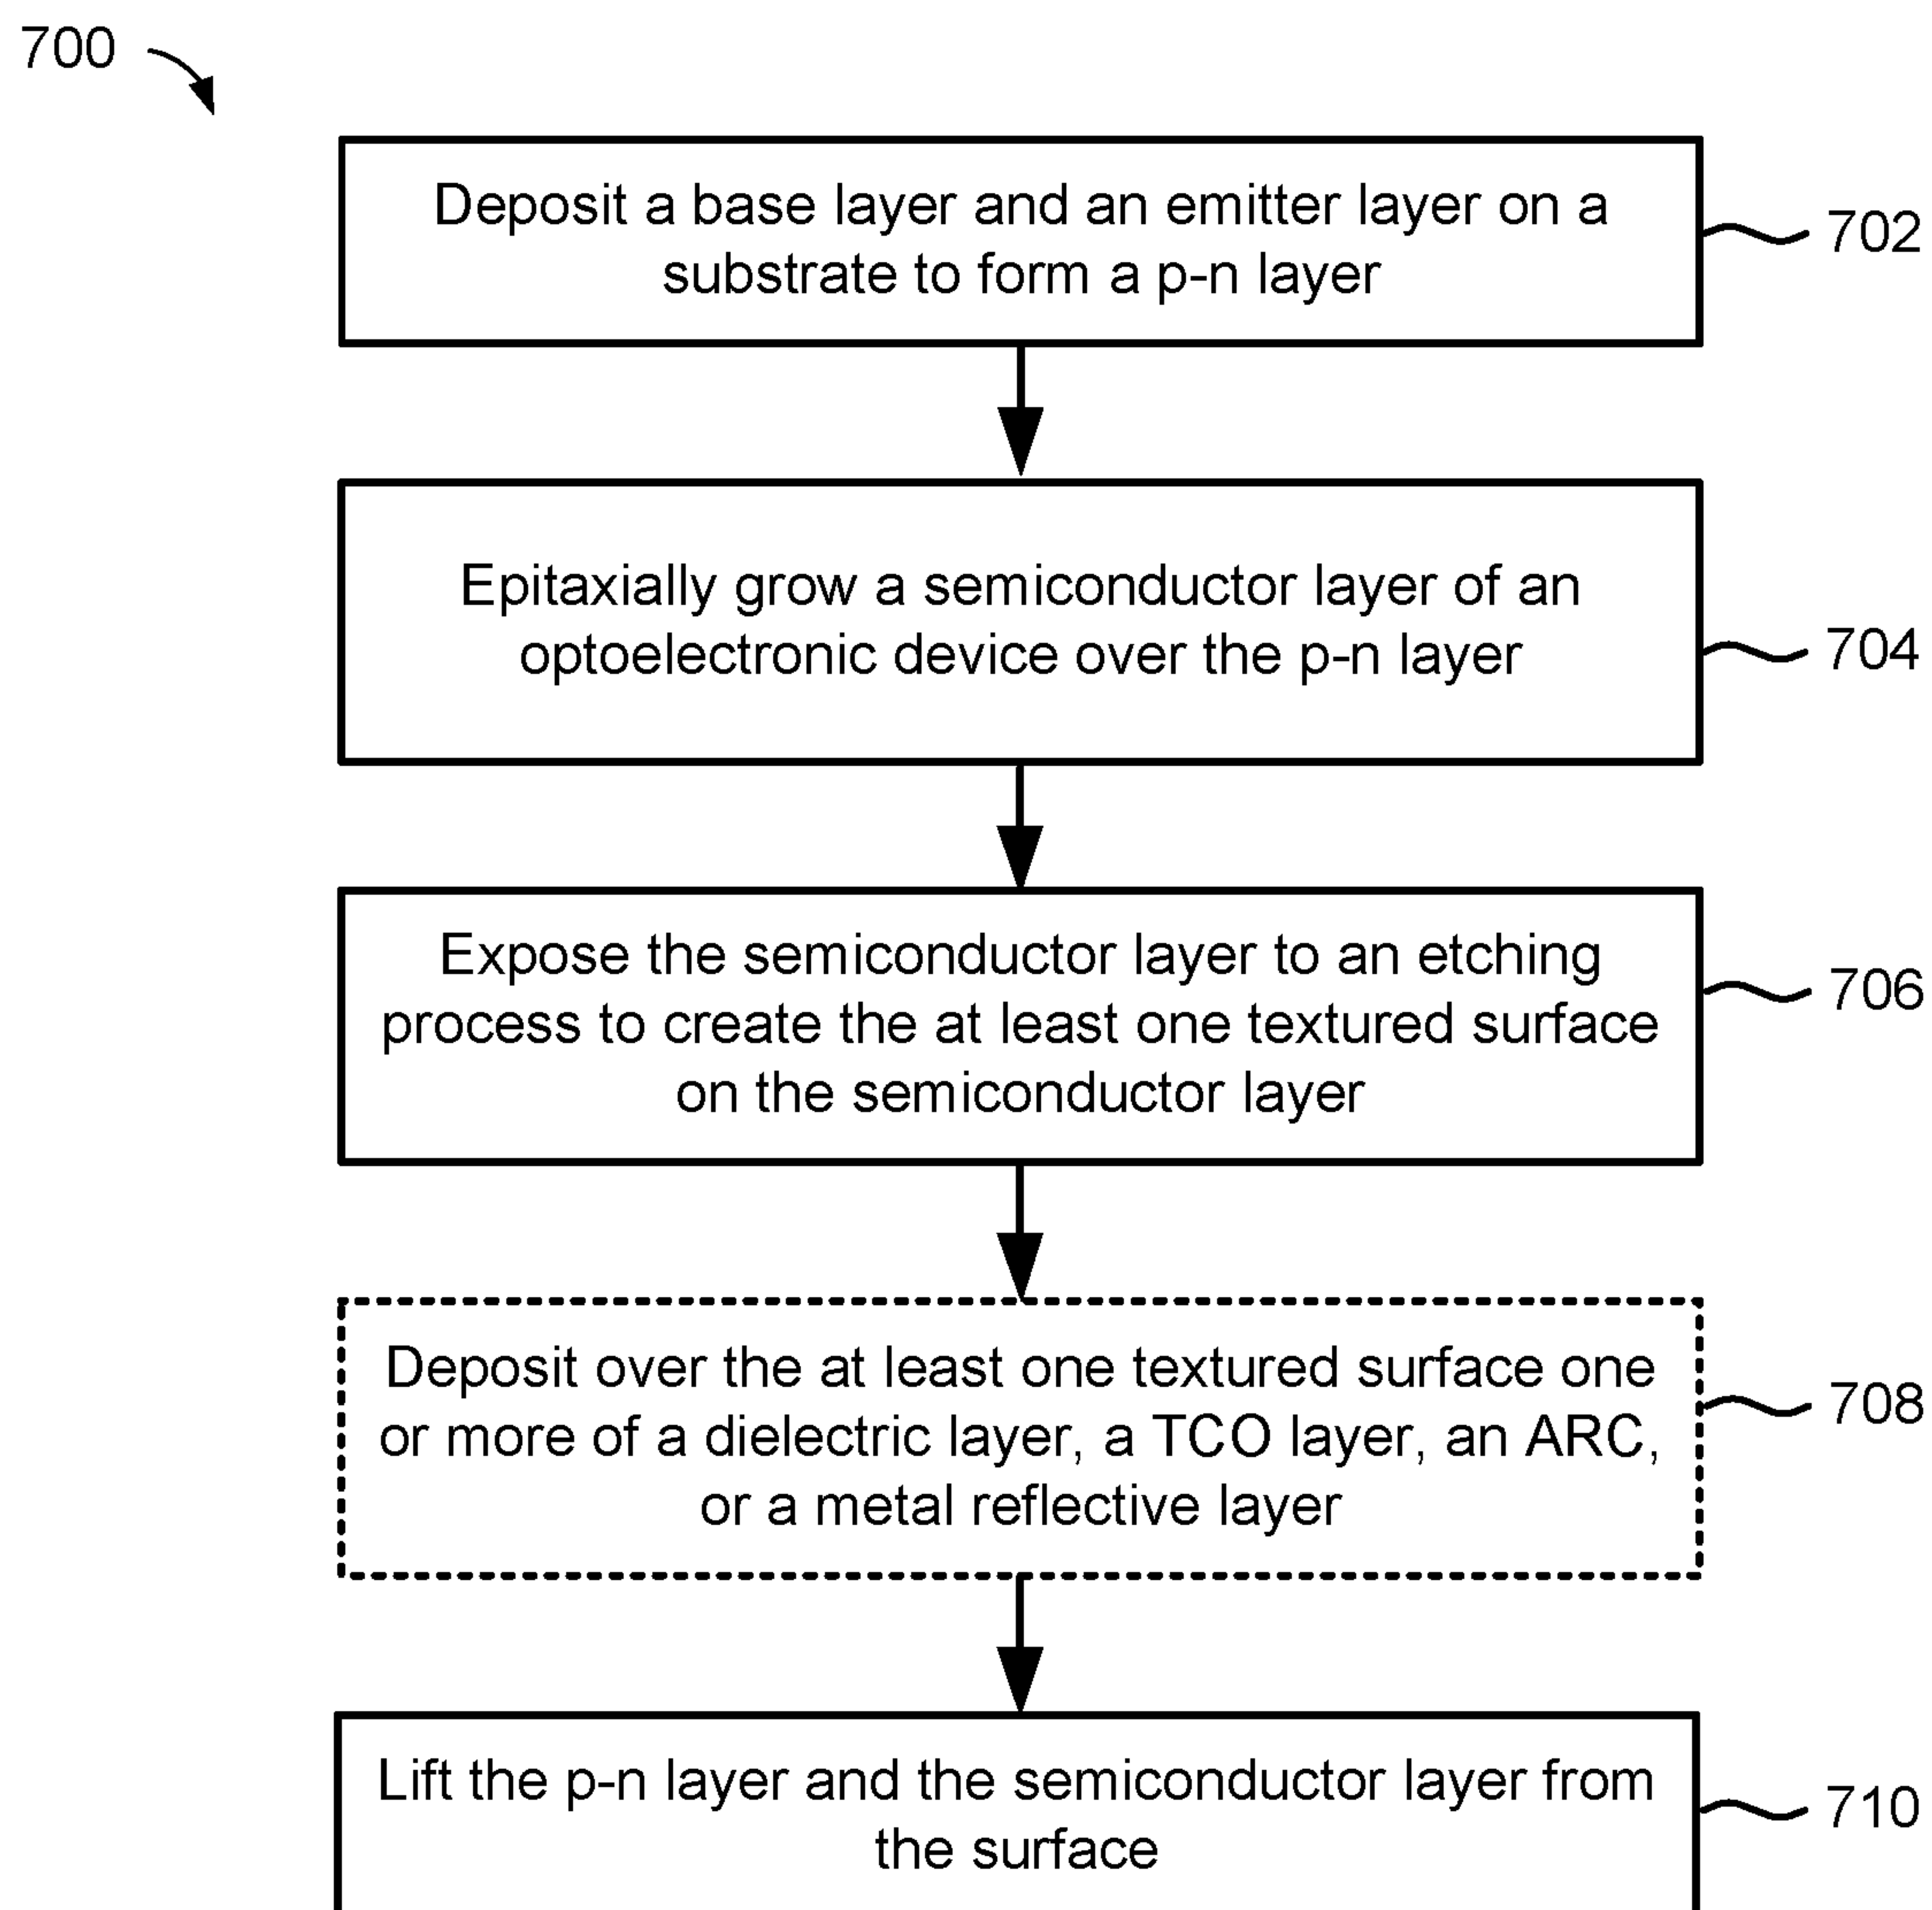 700
Deposit a base layer and an emitter layer on a
substrate to form a p-n layer
702
Epitaxially grow a semiconductor layer of an
optoelectronic device over the p-n layer
704
Expose the semiconductor layer to an etching
process to create the at least one textured surface
on the semiconductor layer
706
Deposit over the at least one textured surface one
or more of a dielectric layer, a TCO layer, an ARC,
or a metal reflective layer
708
Lift the p-n layer and the semiconductor layer from
the surface
710